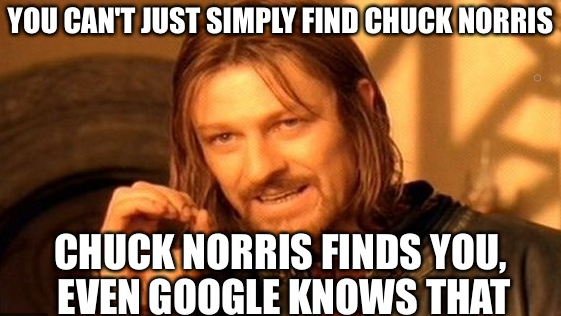 YOU CAN'T JUST SIMPLY FIND CHUCK NORRIS
CHUCK NORRIS FINDS YOU,
EVEN GOOGLE KNOWS THAT